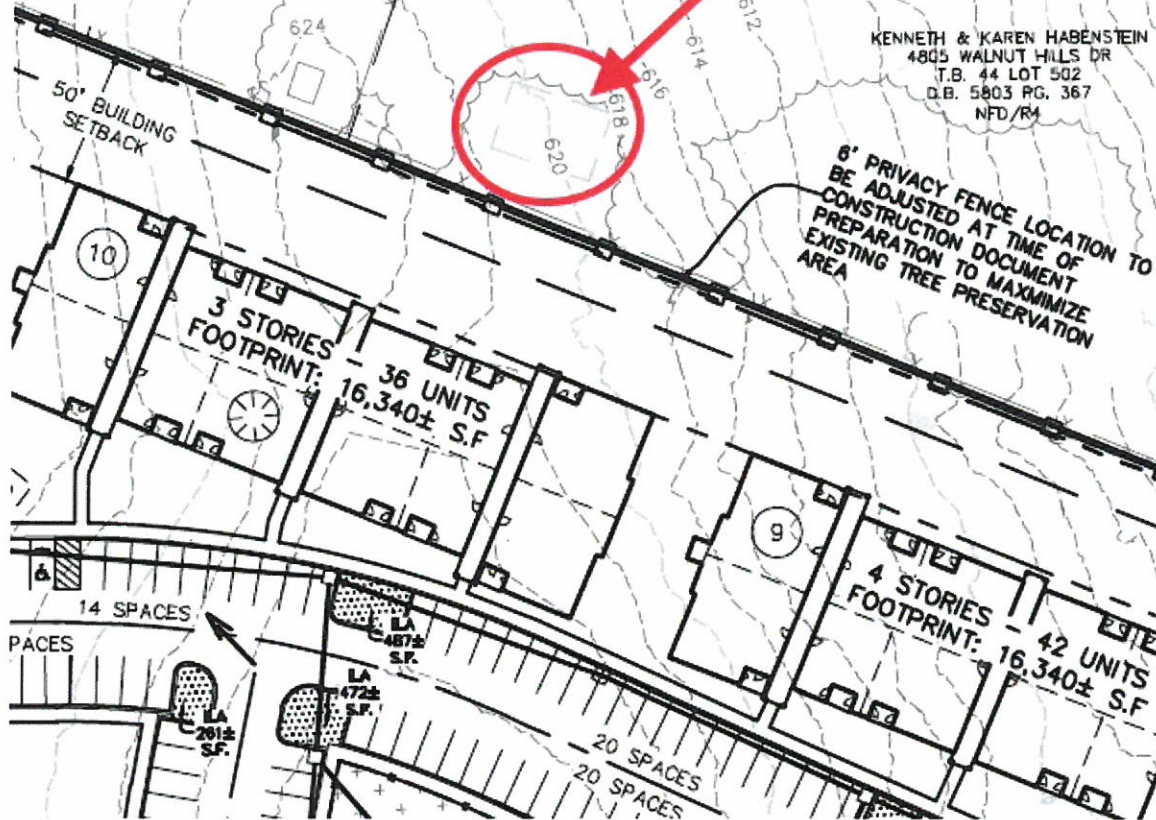 624
612
614
616
618
620
KENNETH & KAREN HABENSTEIN
4805 WALNUT HILLS DR
T.B. 44 LOT 502
D.B. 5803 PG. 367
NFD/R4
50' BUILDING
SETBACK
6' PRIVACY FENCE LOCATION TO
BE ADJUSTED AT TIME OF
CONSTRUCTION DOCUMENT
PREPARATION TO MAXMIMIZE
EXISTING TREE PRESERVATION
AREA
10
3 STORIES - 36 UNITS
FOOTPRINT: 16,340± S.F
9
4 STORIES - 42 UNITS
FOOTPRINT: 16,340± S.F
14 SPACES
PACES
ILA
487±
S.F.
ILA
472±
S.F.
ILA
261±
S.F.
20 SPACES
20 SPACES